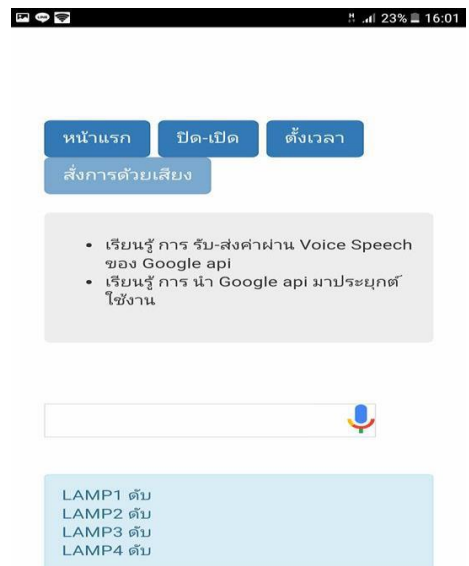 23% 16:01
หน้าแรก ปิด-เปิด ตั้งเวลา
สั่งการด้วยเสียง
• เรียนรู้ การ รับ-ส่งค่าผ่าน Voice Speech
ของ Google api
• เรียนรู้ การ นำ Google api มาประยุกต์
ใช้งาน
LAMP1 ดับ
LAMP2 ดับ
LAMP3 ดับ
LAMP4 ดับ